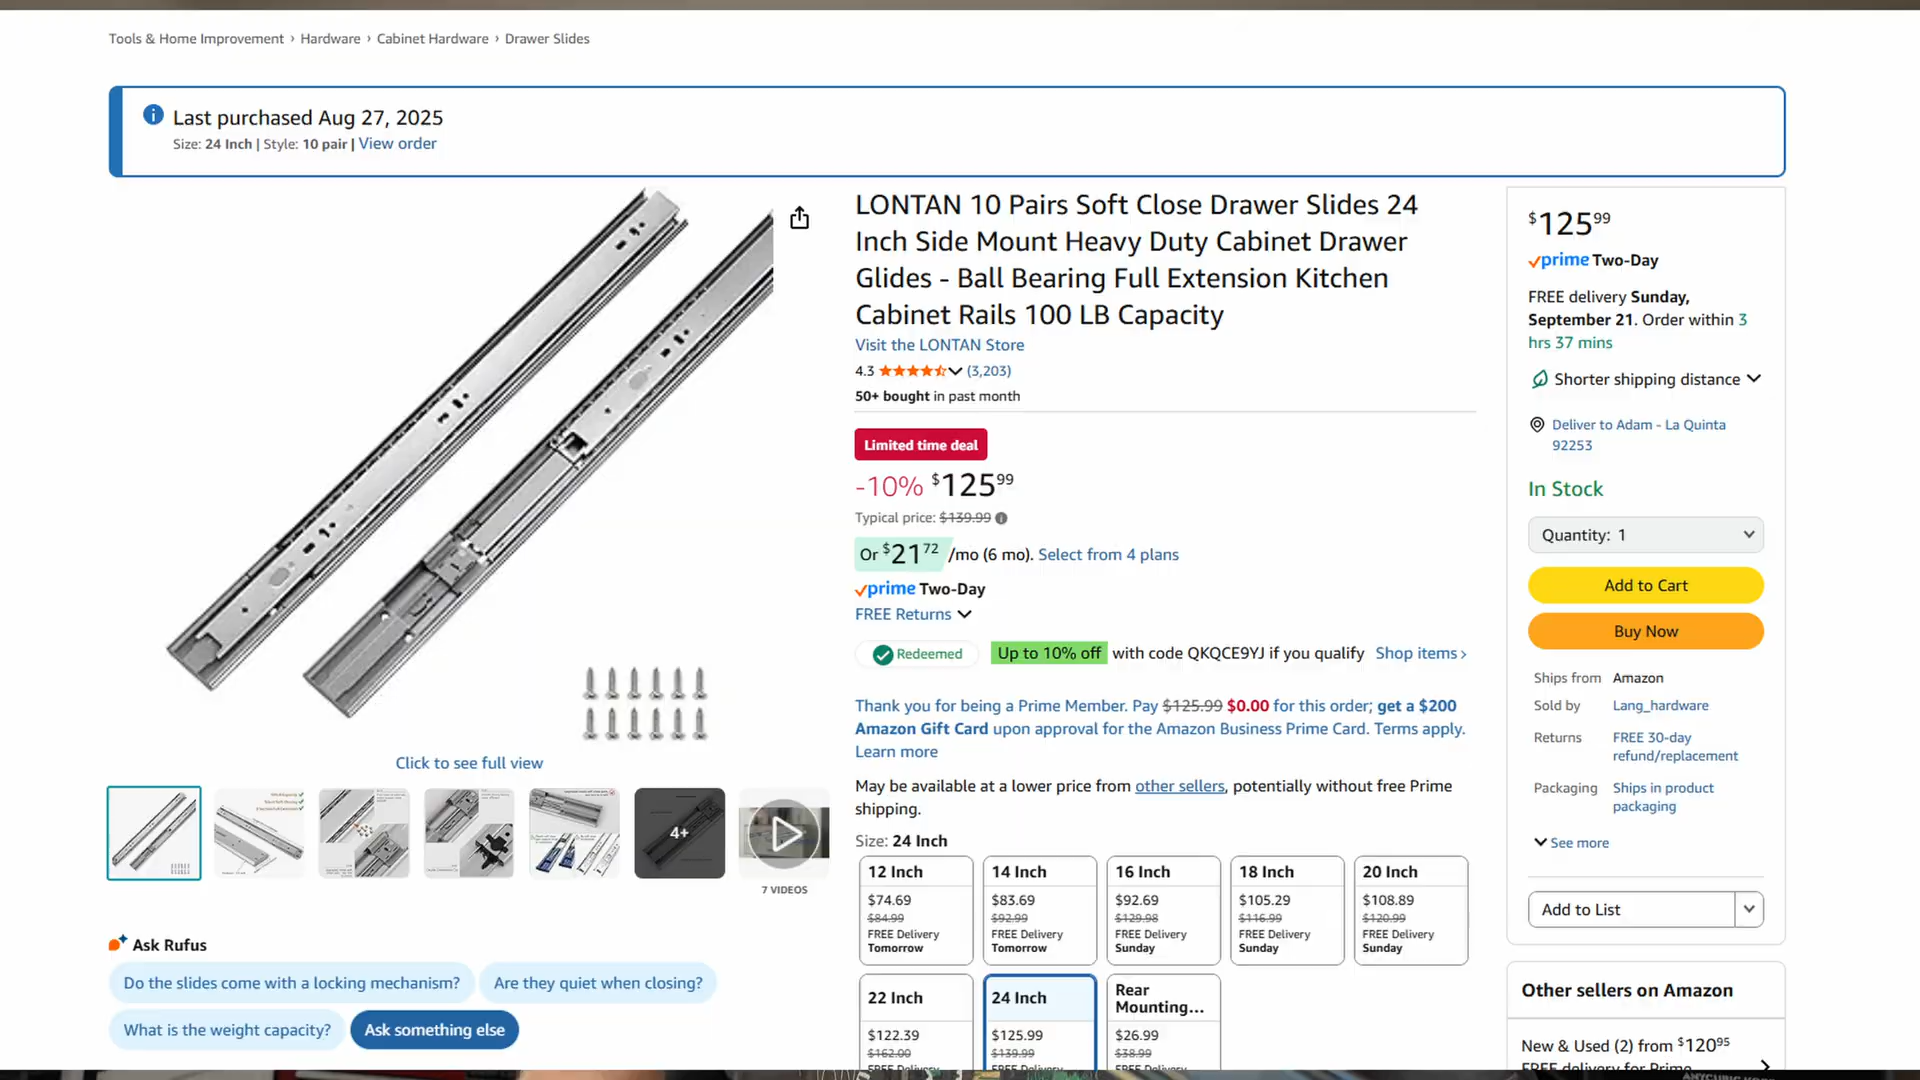 Tools & Home Improvement › Hardware › Cabinet Hardware › Drawer Slides
Last purchased Aug 27, 2025
Size: 24 Inch | Style: 10 pair | View order
LONTAN 10 Pairs Soft Close Drawer Slides 24
Inch Side Mount Heavy Duty Cabinet Drawer
Glides - Ball Bearing Full Extension Kitchen
Cabinet Rails 100 LB Capacity
Visit the LONTAN Store
4.3 (3,203)
50+ bought in past month
Limited time deal
-10% $125 99
Typical price: $139.99
Or $21 72 /mo (6 mo). Select from 4 plans
prime Two-Day
FREE Returns
Redeemed Up to 10% off with code QKQCE9YJ if you qualify Shop items ›
Thank you for being a Prime Member. Pay $125.99 $0.00 for this order; get a $200
Amazon Gift Card upon approval for the Amazon Business Prime Card. Terms apply.
Learn more
May be available at a lower price from other sellers, potentially without free Prime
shipping.
Size: 24 Inch
12 Inch
$74.69
$84.99
FREE Delivery
Tomorrow
14 Inch
$83.69
$92.99
FREE Delivery
Tomorrow
16 Inch
$92.69
$129.98
FREE Delivery
Sunday
18 Inch
$105.29
$116.99
FREE Delivery
Sunday
20 Inch
$108.89
$120.99
FREE Delivery
Sunday
22 Inch
$122.39
$162.00
FREE Delivery
24 Inch
$125.99
$139.99
FREE Delivery
Rear
Mounting...
$26.99
$38.99
FREE Delivery
Click to see full view
4+
7 VIDEOS
Ask Rufus
Do the slides come with a locking mechanism?
Are they quiet when closing?
What is the weight capacity?
Ask something else
$125 99
prime Two-Day
FREE delivery Sunday,
September 21. Order within 3
hrs 37 mins
Shorter shipping distance
Deliver to Adam - La Quinta
92253
In Stock
Quantity: 1
Add to Cart
Buy Now
Ships from Amazon
Sold by Lang_hardware
Returns FREE 30-day
refund/replacement
Packaging Ships in product
packaging
See more
Add to List
Other sellers on Amazon
New & Used (2) from $120 95
FREE delivery for Prime